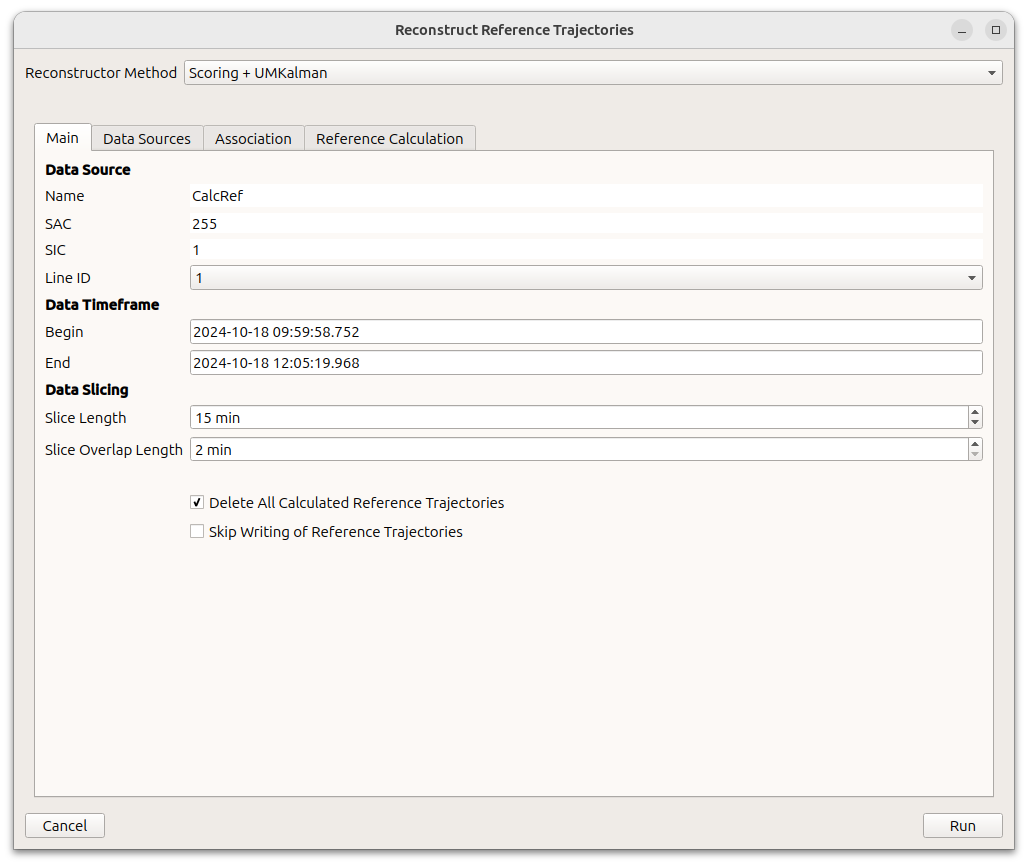 Reconstruct Reference Trajectories
Reconstructor Method Scoring + UMKalman
Main Data Sources Association Reference Calculation
Data Source
Name CalcRef
SAC 255
SIC 1
Line ID 1
Data Timeframe
Begin 2024-10-18 09:59:58.752
End 2024-10-18 12:05:19.968
Data Slicing
Slice Length 15 min
Slice Overlap Length 2 min
Delete All Calculated Reference Trajectories
Skip Writing of Reference Trajectories
Cancel Run